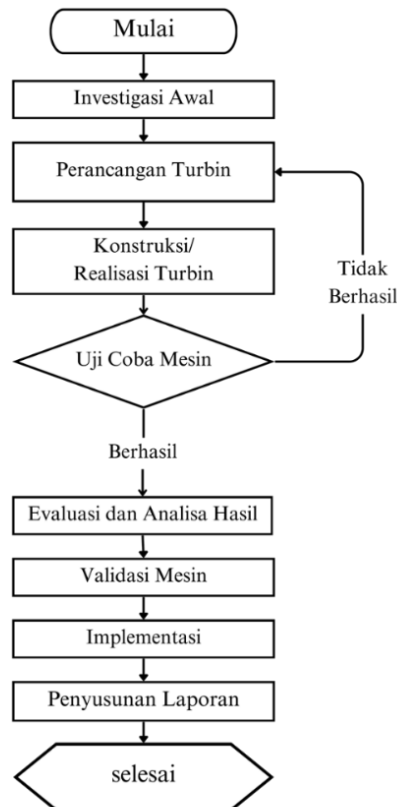 Mulai
Investigasi Awal
Perancangan Turbin
Konstruksi/
Realisasi Turbin
Tidak
Berhasil
Uji Coba Mesin
Berhasil
Evaluasi dan Analisa Hasil
Validasi Mesin
Implementasi
Penyusunan Laporan
selesai